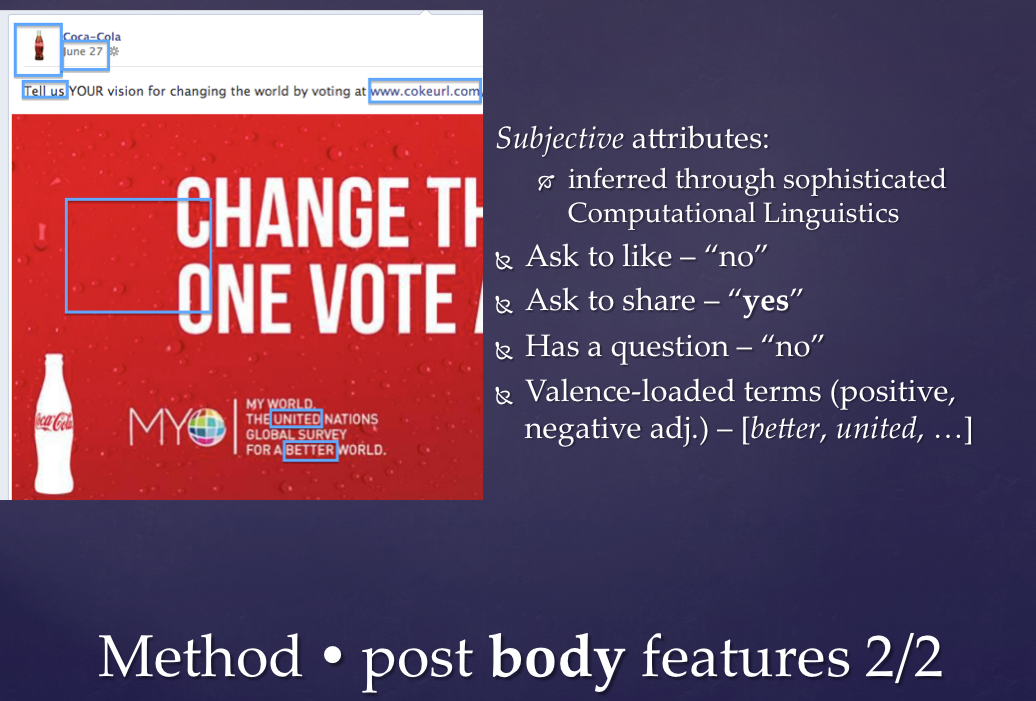 Coca-Cola
June 27
Tell us YOUR vision for changing the world by voting at www.cokeurl.com
CHANGE TH
ONE VOTE
Coca-Cola
MY
MY WORLD.
THE UNITED NATIONS
GLOBAL SURVEY
FOR A BETTER WORLD.
Subjective attributes:
inferred through sophisticated
Computational Linguistics
Ask to like – “no”
Ask to share – “yes”
Has a question – “no”
Valence-loaded terms (positive,
negative adj.) – [better, united, …]
Method • post body features 2/2